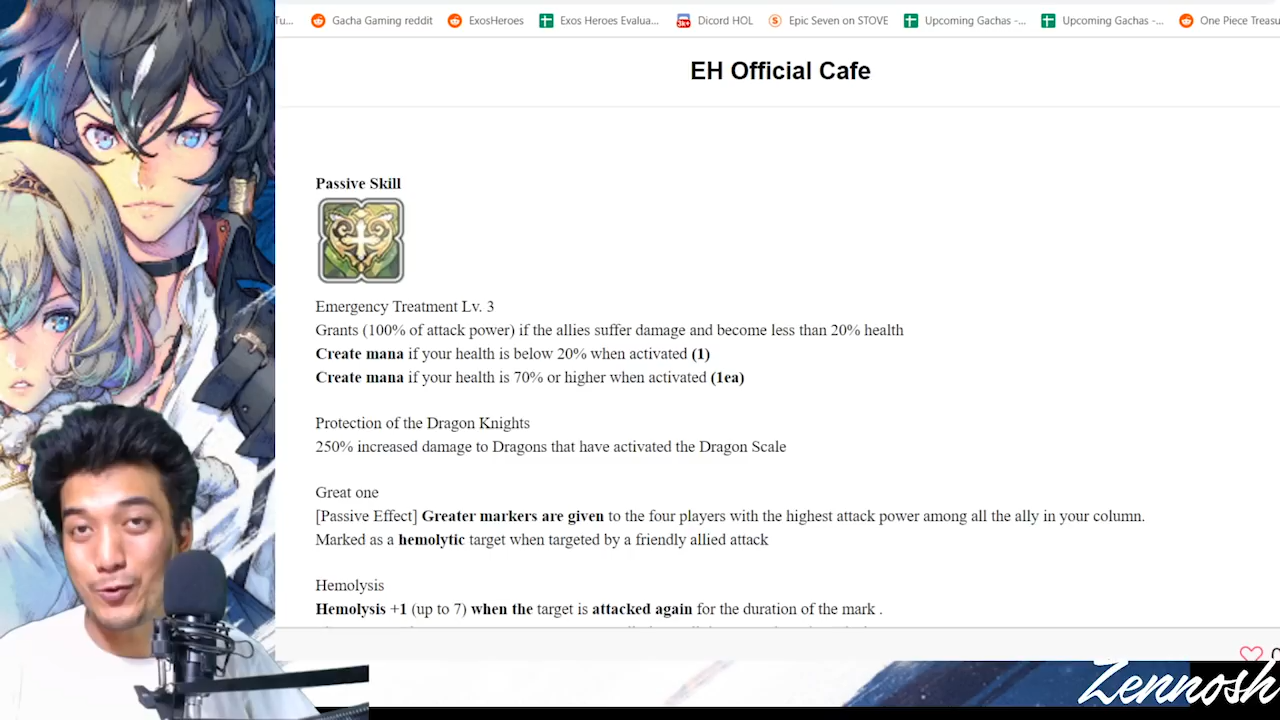 Tu...
Gacha Gaming reddit
ExosHeroes
Exos Heroes Evalua...
Dicord HOL
Epic Seven on STOVE
Upcoming Gachas -...
Upcoming Gachas -...
One Piece Treasu
EH Official Cafe
Passive Skill
Emergency Treatment Lv. 3
Grants (100% of attack power) if the allies suffer damage and become less than 20% health
Create mana if your health is below 20% when activated (1)
Create mana if your health is 70% or higher when activated (1ea)
Protection of the Dragon Knights
250% increased damage to Dragons that have activated the Dragon Scale
Great one
[Passive Effect] Greater markers are given to the four players with the highest attack power among all the ally in your column.
Marked as a hemolytic target when targeted by a friendly allied attack
Hemolysis
Hemolysis +1 (up to 7) when the target is attacked again for the duration of the mark .
Zennosh